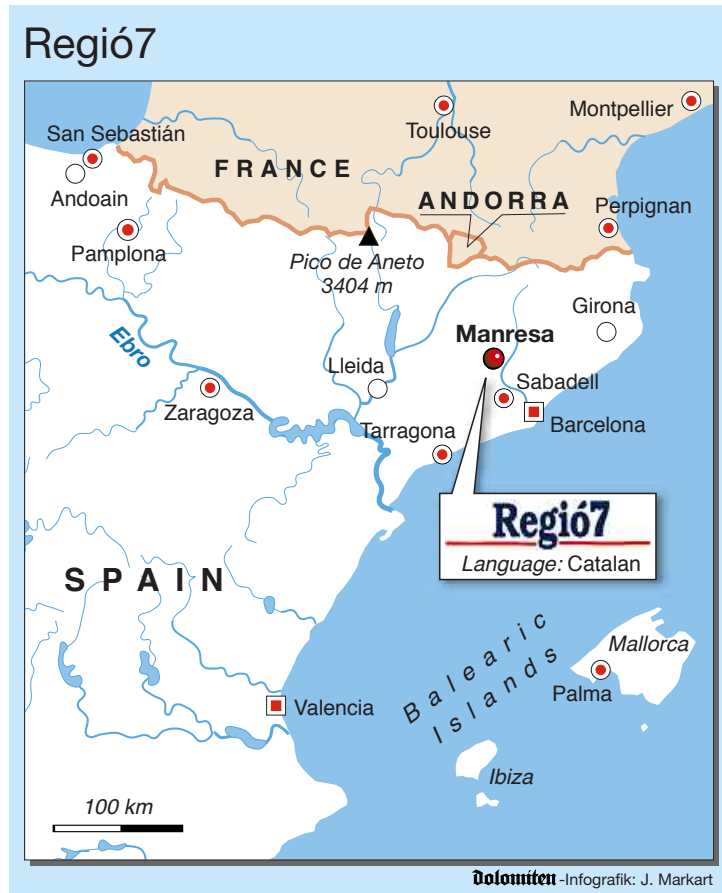 Regió7
Montpellier
Toulouse
San Sebastián
FRANCE
Andoain
ANDORRA
Perpignan
Pamplona
Pico de Aneto
3404 m
Girona
Manresa
Ebro
Lleida
Sabadell
Zaragoza
Barcelona
Tarragona
Regió7
Language: Catalan
SPAIN
Balearic
Islands
Mallorca
Palma
Valencia
Ibiza
100 km
Dolomiten -Infografik: J. Markart